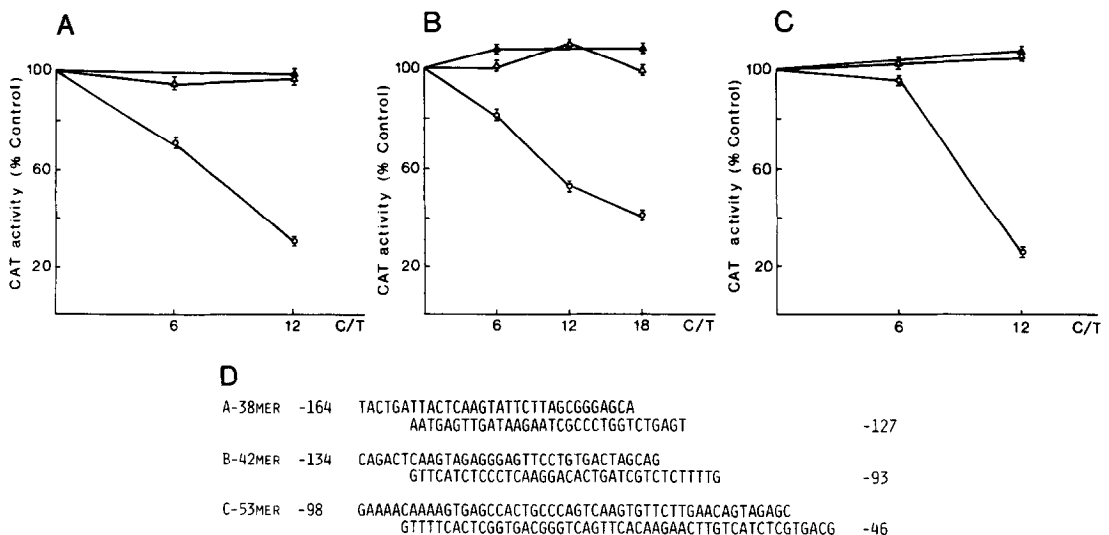 A
CAT activity (% Control)
100
60
20
6
12
C/T
B
CAT activity (% Control)
100
60
20
6
12
18
C/T
C
CAT activity (% Control)
100
60
20
6
12
C/T
D
A-38MER -164 TACTGATTACTCAAGTATTCTTAGCGGGAGCA
AATGAGTTGATAAGAATCGCCCTGGTCTGAGT -127
B-42MER -134 CAGACTCAAGTAGAGGGAGTTCCTGTGACTAGCAG
GTTCATCTCCCTCAAGGACACTGATCGTCTCTTTTG -93
C-53MER -98 GAAAACAAAAGTGAGCCACTGCCCAGTCAAGTGTTCTTGAACAGTAGAGC
GTTTTCACTCGGTGACGGGTCAGTTCACAAGAACTTGTCATCTCGTGACG -46